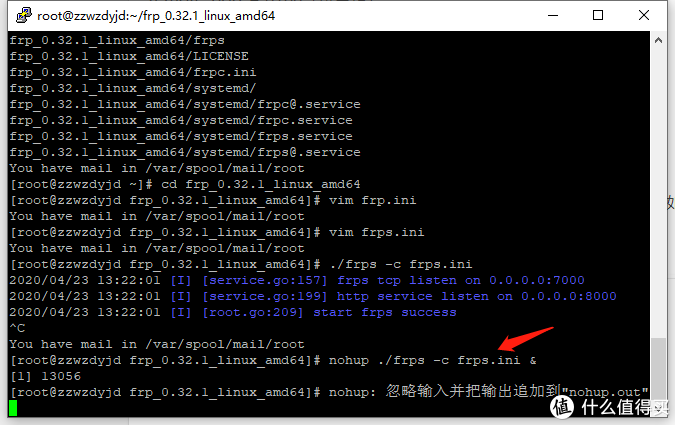 root@zzwzdyjd:~/frp_0.32.1_linux_amd64
frp_0.32.1_linux_amd64/frps
frp_0.32.1_linux_amd64/LICENSE
frp_0.32.1_linux_amd64/frpc.ini
frp_0.32.1_linux_amd64/systemd/
frp_0.32.1_linux_amd64/systemd/frpc@.service
frp_0.32.1_linux_amd64/systemd/frpc.service
frp_0.32.1_linux_amd64/systemd/frps.service
frp_0.32.1_linux_amd64/systemd/frps@.service
You have mail in /var/spool/mail/root
[root@zzwzdyjd ~]# cd frp_0.32.1_linux_amd64
[root@zzwzdyjd frp_0.32.1_linux_amd64]# vim frp.ini
You have mail in /var/spool/mail/root
[root@zzwzdyjd frp_0.32.1_linux_amd64]# vim frps.ini
You have mail in /var/spool/mail/root
[root@zzwzdyjd frp_0.32.1_linux_amd64]# ./frps -c frps.ini
2020/04/23 13:22:01 [I] [service.go:157] frps tcp listen on 0.0.0.0:7000
2020/04/23 13:22:01 [I] [service.go:199] http service listen on 0.0.0.0:8000
2020/04/23 13:22:01 [I] [root.go:209] start frps success
^C
You have mail in /var/spool/mail/root
[root@zzwzdyjd frp_0.32.1_linux_amd64]# nohup ./frps -c frps.ini &
[1] 13056
[root@zzwzdyjd frp_0.32.1_linux_amd64]# nohup: 忽略输入并把输出追加到"nohup.out"
值 什么值得买